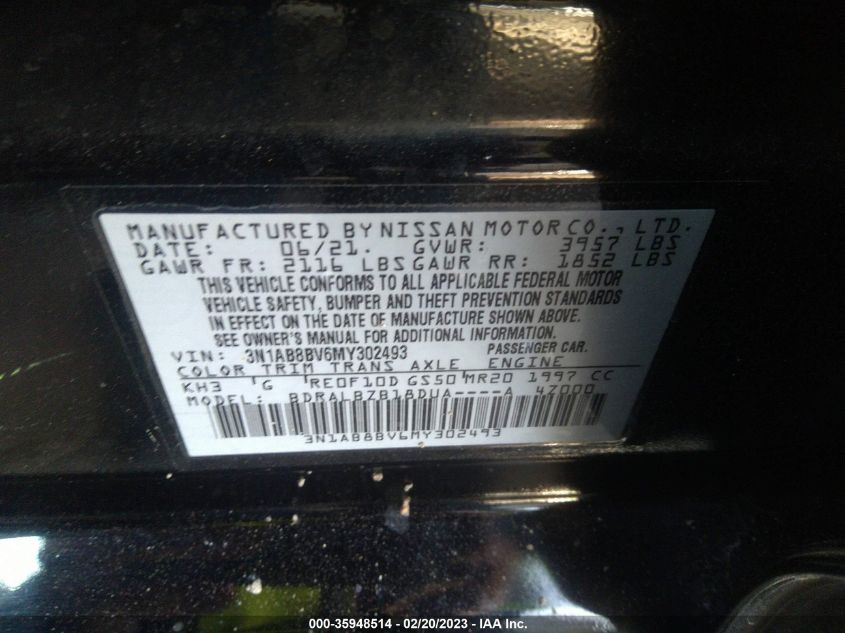 MANUFACTURED BY NISSAN MOTOR CO., LTD.
DATE: 06/21. GVWR: 3957 LBS
GAWR FR: 2116 LBS GAWR RR: 1852 LBS
THIS VEHICLE CONFORMS TO ALL APPLICABLE FEDERAL MOTOR
VEHICLE SAFETY, BUMPER AND THEFT PREVENTION STANDARDS
IN EFFECT ON THE DATE OF MANUFACTURE SHOWN ABOVE.
SEE OWNER'S MANUAL FOR ADDITIONAL INFORMATION.
VIN: 3N1AB8BV6MY302493 PASSENGER CAR.
COLOR TRIM TRANS AXLE ENGINE
KH3 'G 'RE0F10D GS50 MR20 1997 CC
MODEL: BDRALBZB18DUA----A 4Z000
3N1AB8BV6MY302493
000-35948514 — 02/20/2023 — IAA Inc.